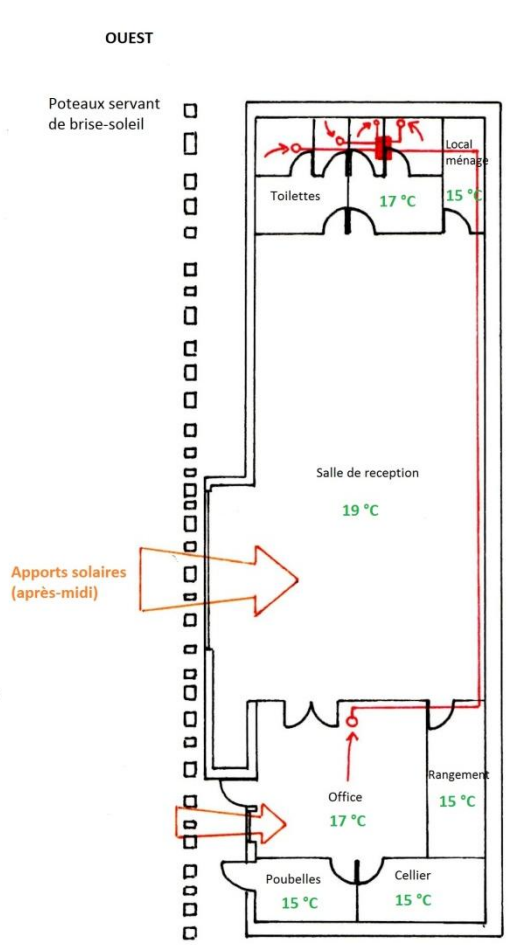 OUEST
Poteaux servant
de brise-soleil
Local
ménage
Toilettes
17 °C
15 °C
Salle de reception
19 °C
Apports solaires
(après-midi)
Rangement
15 °C
Office
17 °C
Poubelles
15 °C
Cellier
15 °C